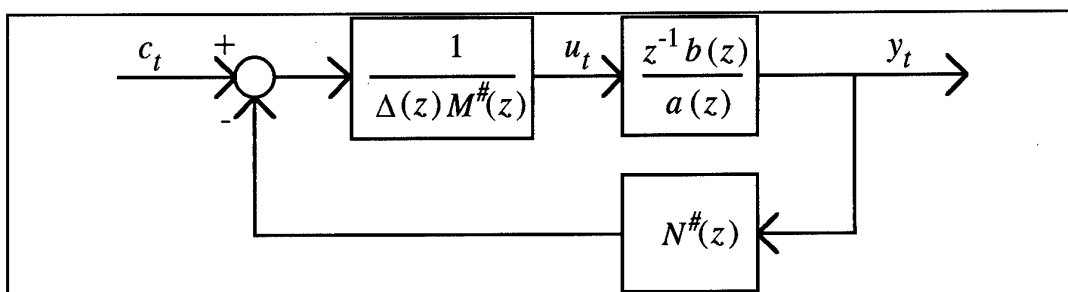 c_t
+
-
1
Δ(z)M^#(z)
u_t
z^{-1}b(z)
a(z)
y_t
N^#(z)